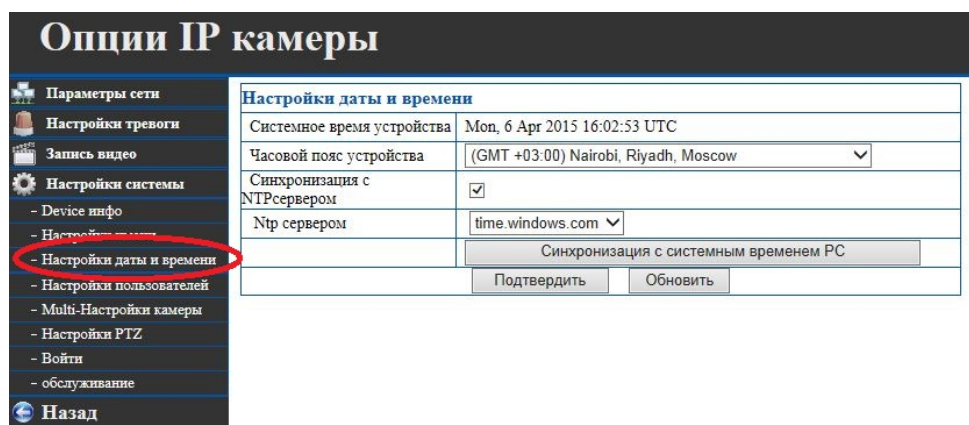 Опции IP камеры
Параметры сети
Настройки тревоги
Запись видео
Настройки системы
- Device инфо
- Настройки
- Настройки даты и времени
- Настройки пользователей
- Multi-Настройки камеры
- Настройки PTZ
- Войти
- обслуживание
Назад
Настройки даты и времени
Системное время устройства Mon, 6 Apr 2015 16:02:53 UTC
Часовой пояс устройства (GMT +03:00) Nairobi, Riyadh, Moscow
Синхронизация с
NTPсервером
Ntp сервером time.windows.com
Синхронизация с системным временем PC
Подтвердить Обновить